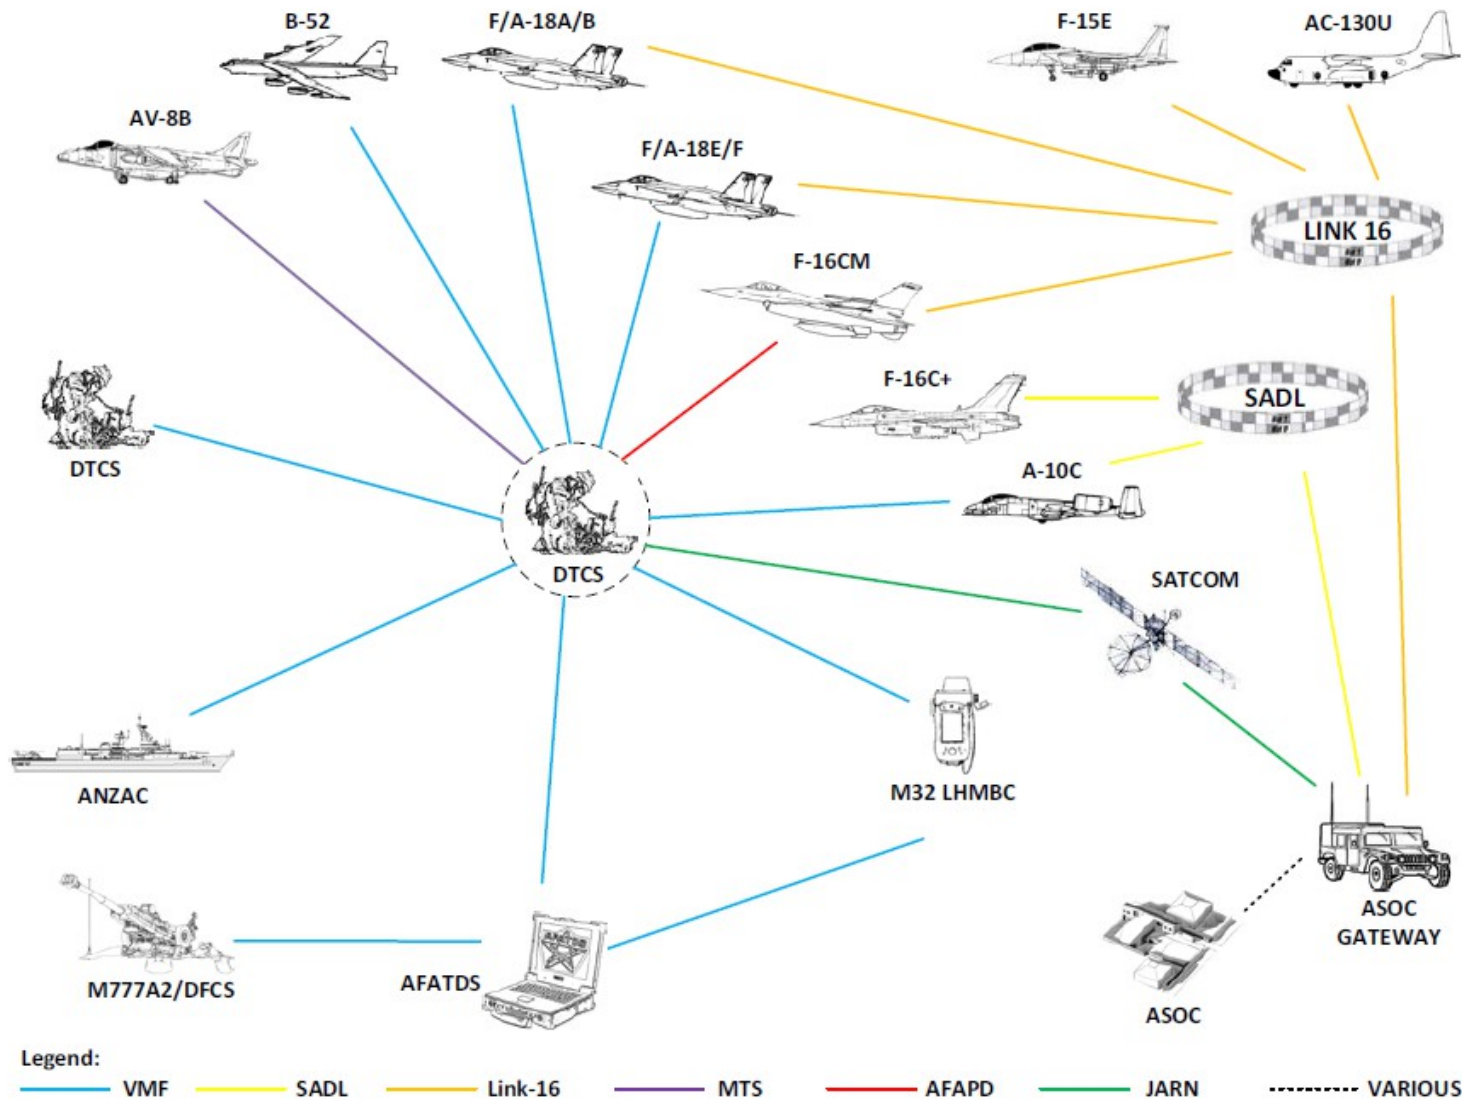 B-52
F/A-18A/B
F-15E
AC-130U
AV-8B
F/A-18E/F
LINK 16
F-16CM
F-16C+
SADL
DTCS
A-10C
DTCS
SATCOM
ANZAC
M32 LHMBC
ASOC
GATEWAY
M777A2/DFCS
AFATDS
AFATDS
ASOC
Legend:
VMF SADL Link-16 MTS AFAPD JARN VARIOUS